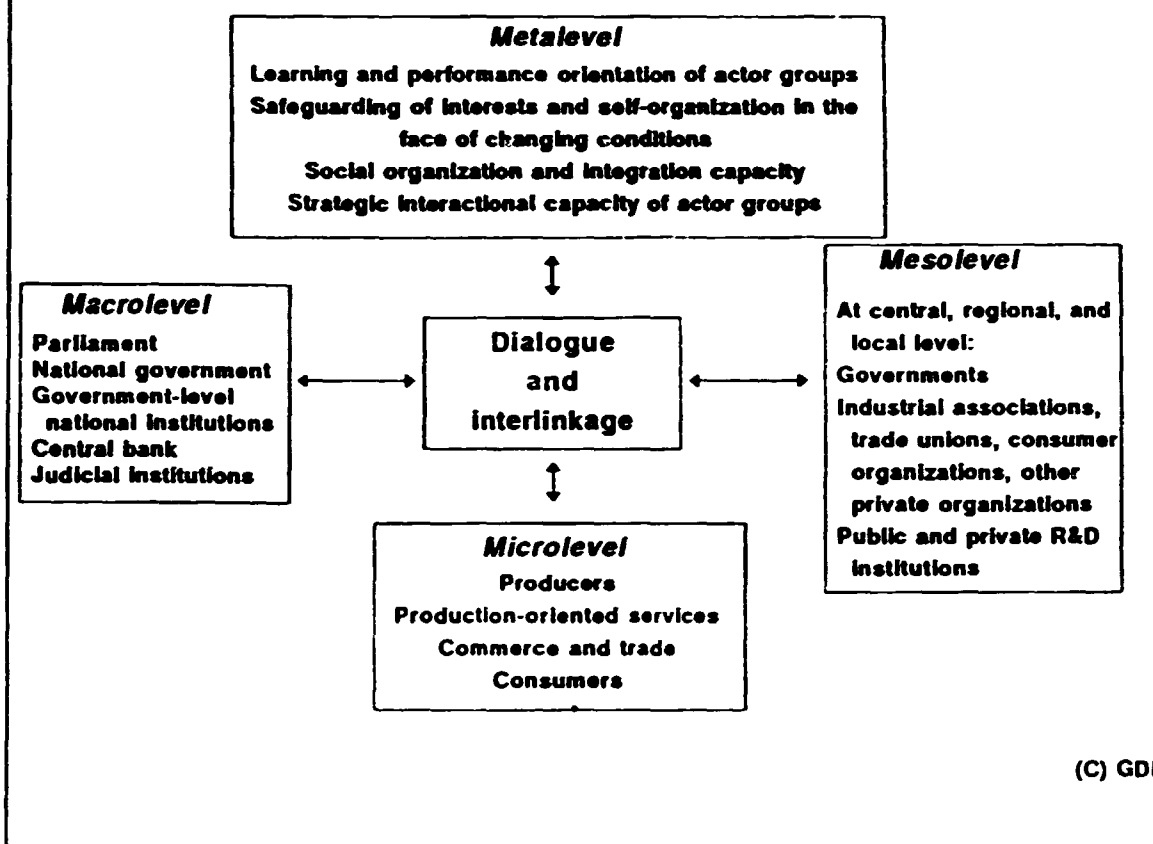 Metalevel
Learning and performance orientation of actor groups
Safeguarding of interests and self-organization in the
face of changing conditions
Social organization and integration capacity
Strategic interactional capacity of actor groups
Macrolevel
Parliament
National government
Government-level
national institutions
Central bank
Judicial institutions
Dialogue
and
interlinkage
Mesolevel
At central, regional, and
local level:
Governments
Industrial associations,
trade unions, consumer
organizations, other
private organizations
Public and private R&D
institutions
Microlevel
Producers
Production-oriented services
Commerce and trade
Consumers
(C)